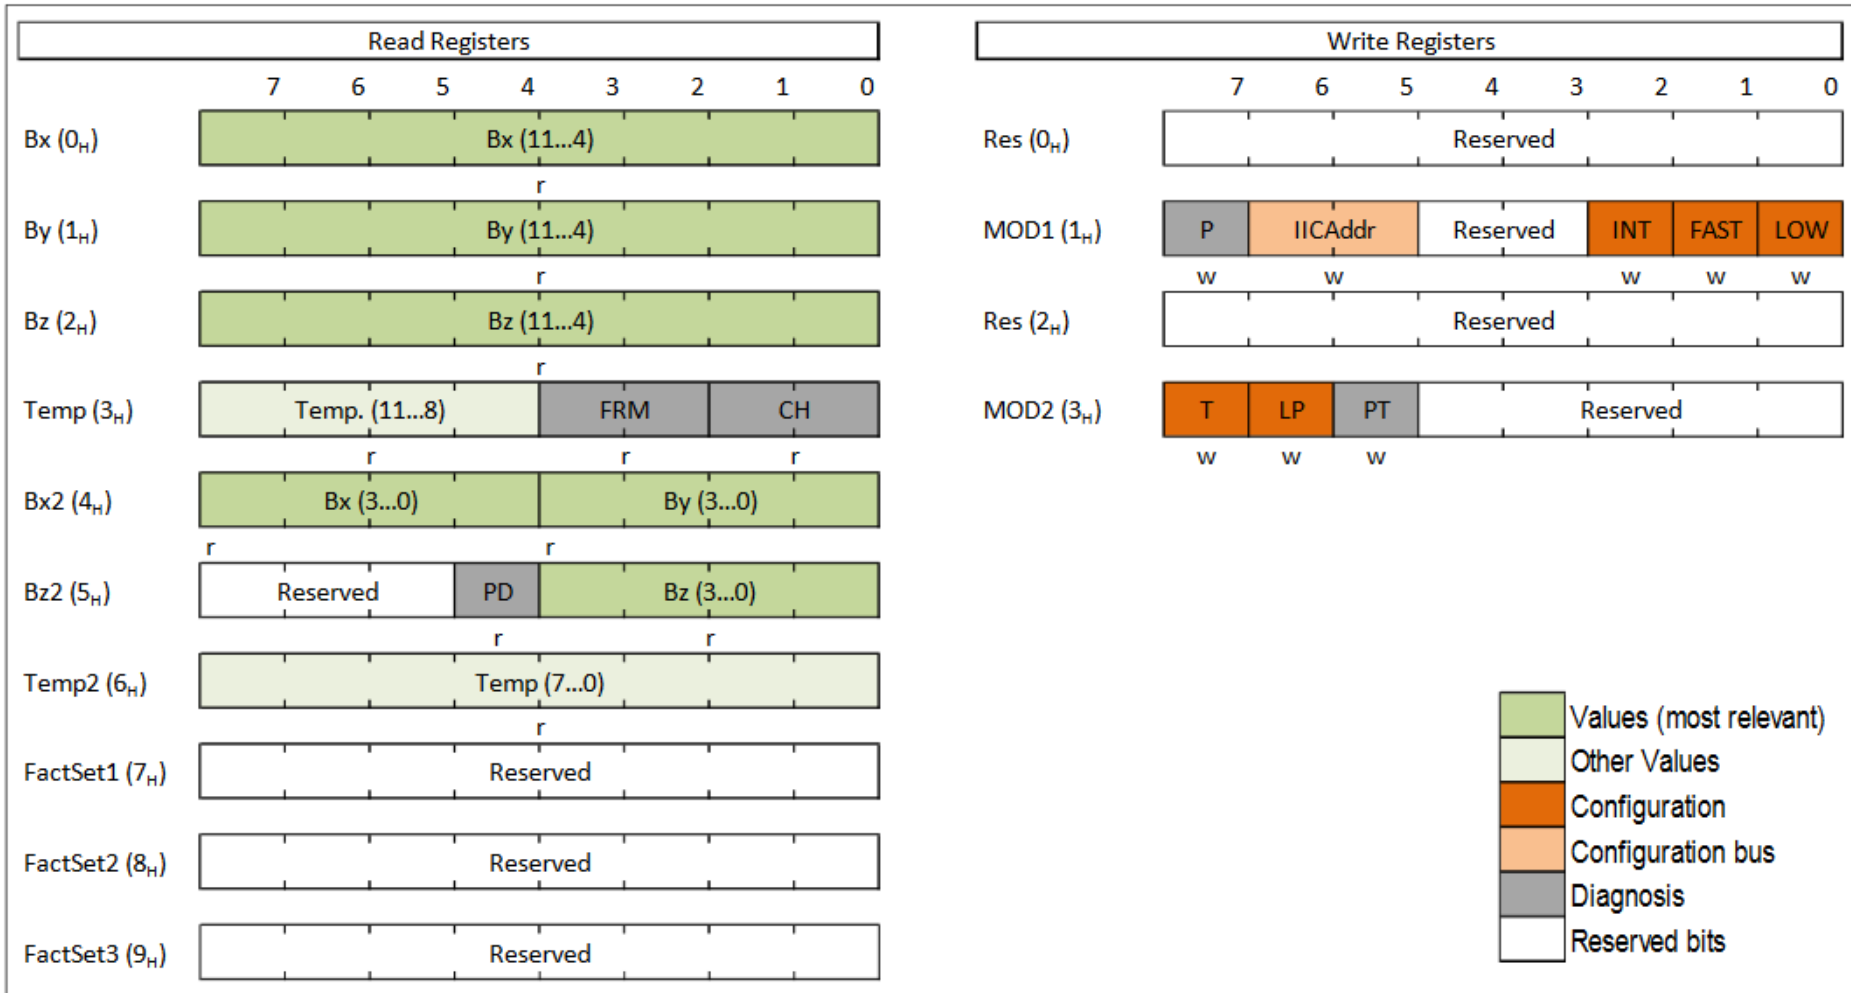 Read Registers
7 6 5 4 3 2 1 0
Bx (0H) Bx (11...4)
r
By (1H) By (11...4)
r
Bz (2H) Bz (11...4)
r
Temp (3H) Temp. (11...8) FRM CH
r r r
Bx2 (4H) Bx (3...0) By (3...0)
r r
Bz2 (5H) Reserved PD Bz (3...0)
r r
Temp2 (6H) Temp (7...0)
r
FactSet1 (7H) Reserved
FactSet2 (8H) Reserved
FactSet3 (9H) Reserved
Write Registers
7 6 5 4 3 2 1 0
Res (0H) Reserved
MOD1 (1H) P IICAddr Reserved INT FAST LOW
w w w w w
Res (2H) Reserved
MOD2 (3H) T LP PT Reserved
w w w
Values (most relevant)
Other Values
Configuration
Configuration bus
Diagnosis
Reserved bits